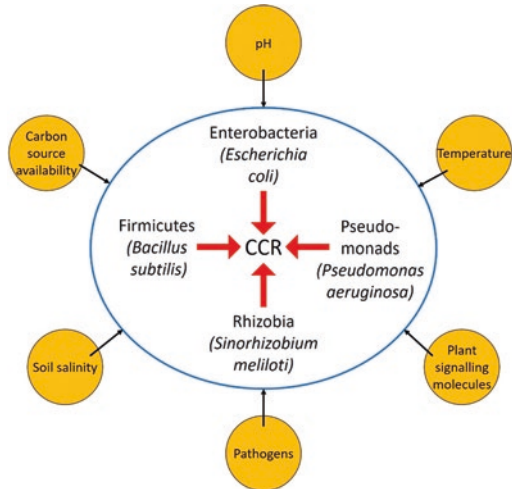 pH
Carbon
source
availability
Temperature
Enterobacteria
(Escherichia
coli)
Firmicutes
(Bacillus
subtilis)
CCR
Pseudo-
monads
(Pseudomonas
aeruginosa)
Rhizobia
(Sinorhizobium
meliloti)
Soil salinity
Plant
signalling
molecules
Pathogens